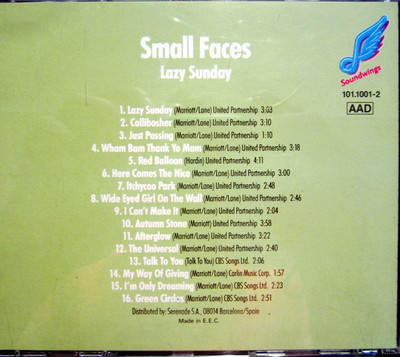 Small Faces
Lazy Sunday
Soundwings
101.1001-2
AAD
1. Lazy Sunday (Marriott/Lane) United Partnership 3:03
2. Collibosher (Marriott/Lane) United Partnership 3:10
3. Just Passing (Marriott/Lane) United Partnership 1:10
4. Wham Bam Thank Yo Mam (Marriott/Lane) United Partnership 3:18
5. Red Balloon (Hardin) United Partnership 4:11
6. Here Comes The Nice (Marriott/Lane) United Partnership 3:00
7. Itchycoo Park (Marriott/Lane) United Partnership 2:48
8. Wide Eyed Girl On The Wall (Marriott/Lane) United Partnership 2:46
9. I Can't Make It (Marriott/Lane) United Partnership 2:04
10. Autumn Stone (Marriott/Lane) United Partnership 3:58
11. Afterglow (Marriott/Lane) United Partnership 3:22
12. The Universal (Marriott/Lane) United Partnership 2:40
13. Talk To You (Talk To You) CBS Songs Ltd. 2:06
14. My Way Of Giving (Marriott/Lane) Carlin Music Corp. 1:57
15. I'm Only Dreaming (Marriott/Lane) CBS Songs Ltd. 2:23
16. Green Circlos (Marriott/Lane) CBS Songs Ltd. 2:51
Distributed by: Serenade S.A., 08014 Barcelona/Spain
Made in E.E.C.